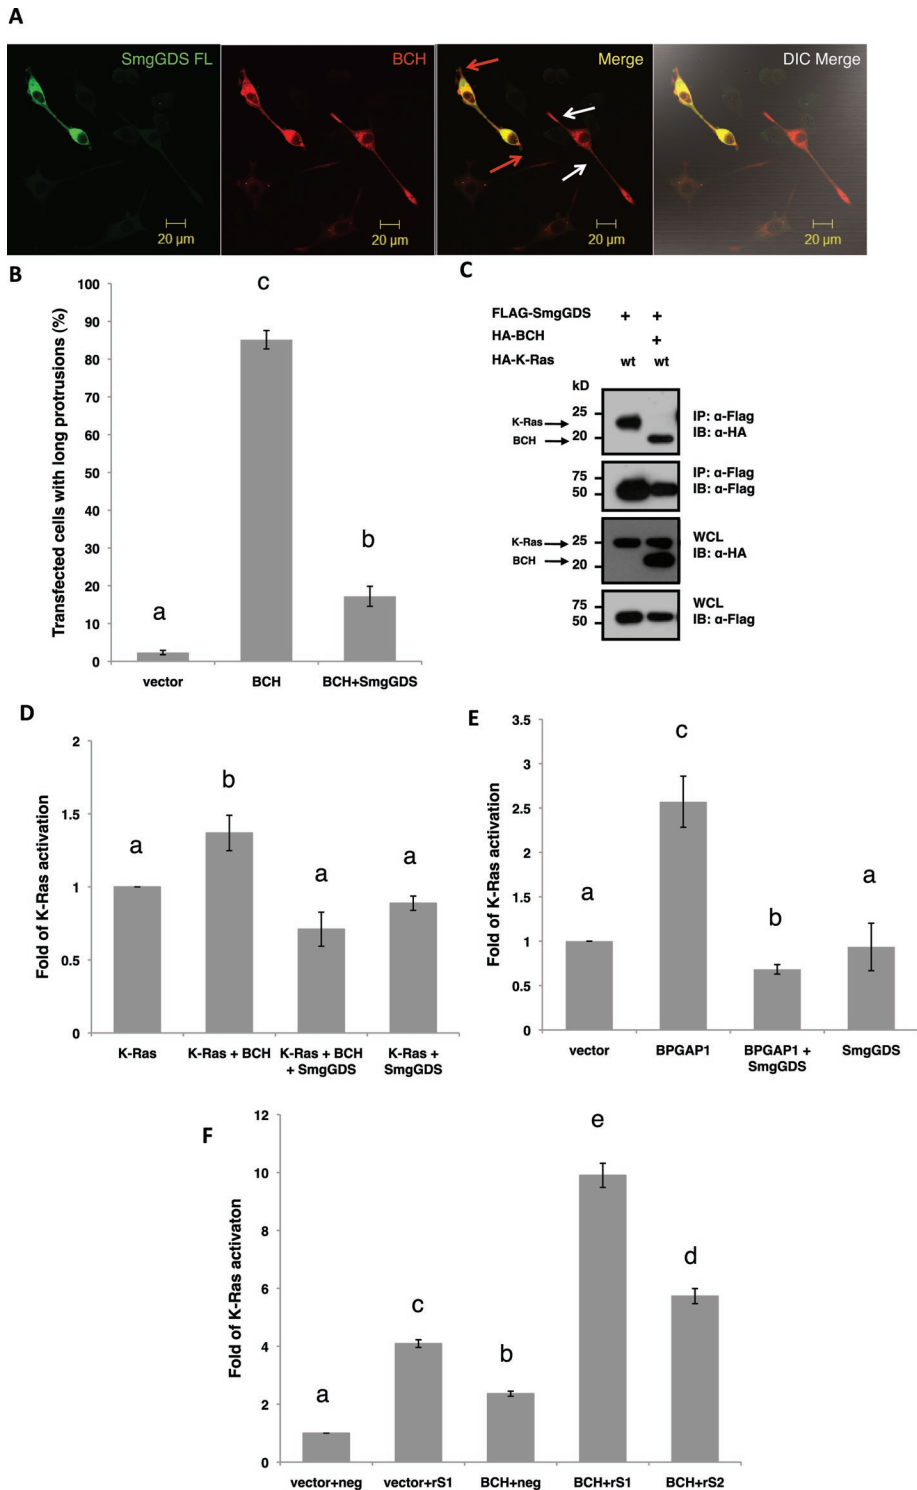 A
SmgGDS FL
BCH
Merge
DIC Merge
20 µm
20 µm
20 µm
20 µm
B
Transfected cells with long protrusions (%)
100
90
80
70
60
50
40
30
20
10
0
a
c
b
vector
BCH
BCH+SmgGDS
C
FLAG-SmgGDS + +
HA-BCH +
HA-K-Ras wt wt
kD
K-Ras 25
BCH 20
IP: α-Flag
IB: α-HA
75
50
IP: α-Flag
IB: α-Flag
K-Ras 25
BCH 20
WCL
IB: α-HA
75
50
WCL
IB: α-Flag
D
Fold of K-Ras activation
2
1.5
1
0.5
0
a
b
a
a
K-Ras
K-Ras + BCH
K-Ras + BCH
+ SmgGDS
K-Ras +
SmgGDS
E
Fold of K-Ras activation
3.5
3
2.5
2
1.5
1
0.5
0
a
c
b
a
vector
BPGAP1
BPGAP1 +
SmgGDS
SmgGDS
F
Fold of K-Ras activaton
12
10
8
6
4
2
0
a
c
b
e
d
vector+neg
vector+rS1
BCH+neg
BCH+rS1
BCH+rS2